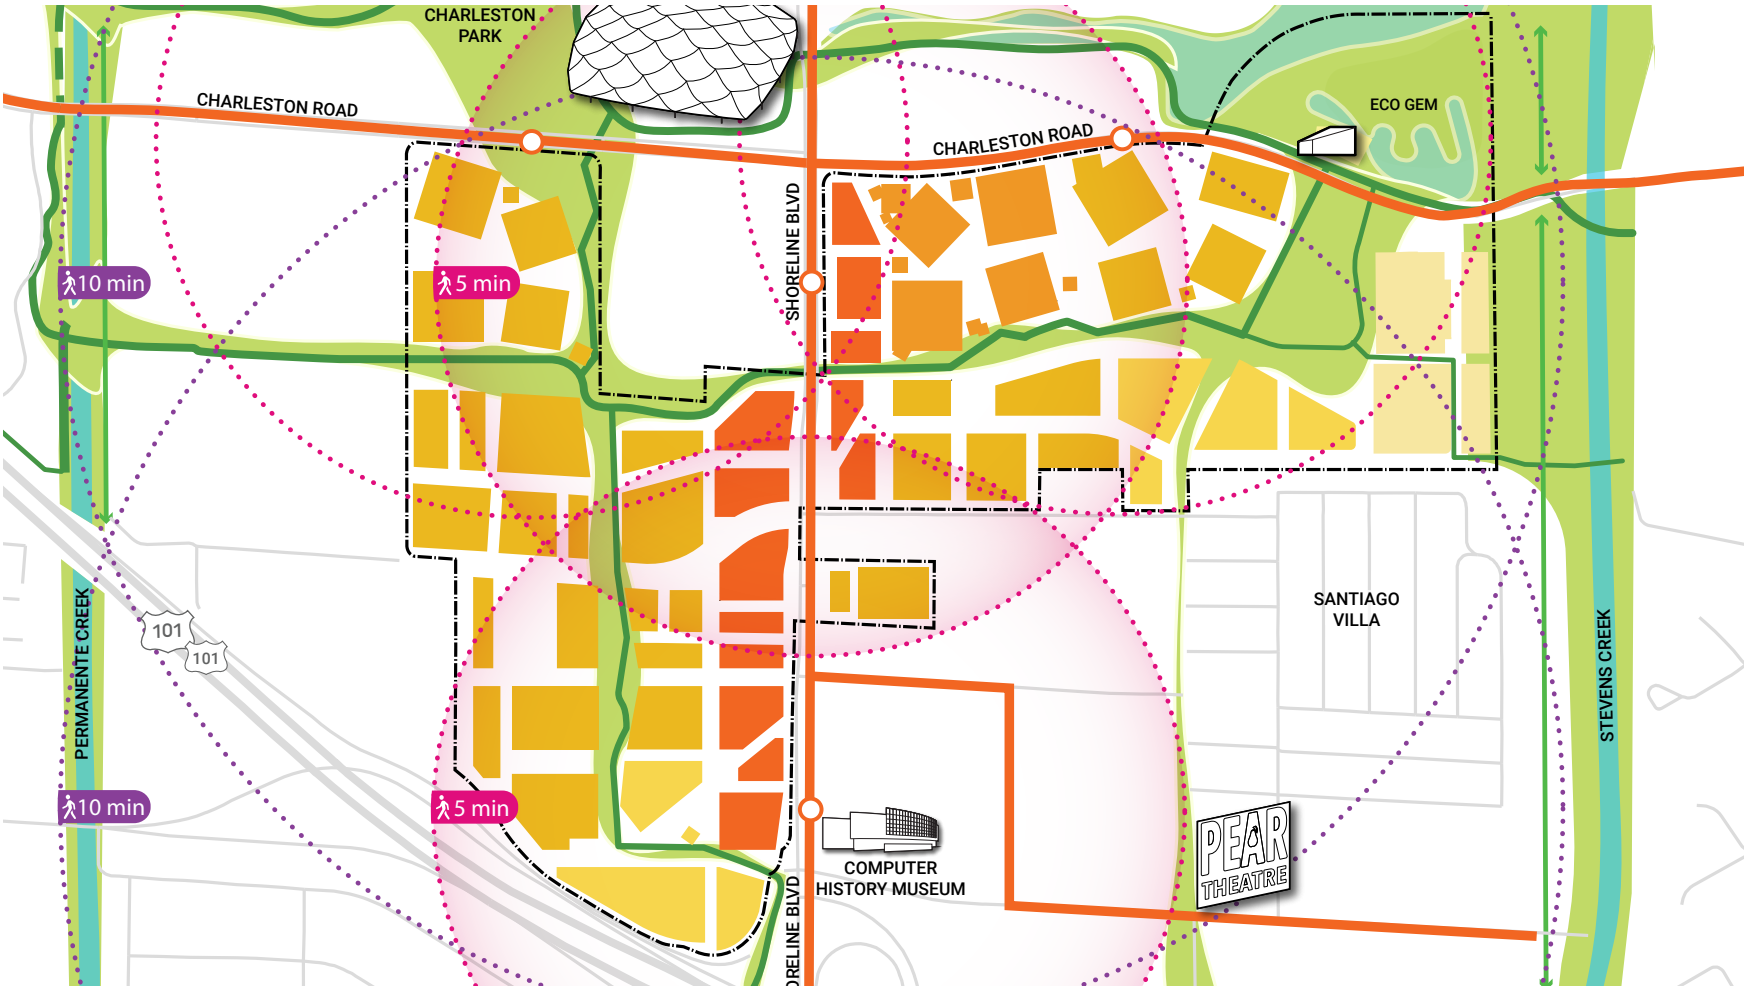 CHARLESTON
PARK
CHARLESTON ROAD
CHARLESTON ROAD
ECO GEM
SHORELINE BLVD
10 min
5 min
PERMANENTE CREEK
101
101
SANTIAGO
VILLA
STEVENS CREEK
10 min
5 min
COMPUTER
HISTORY MUSEUM
PEAR
THEATRE
ORELINE BLVD